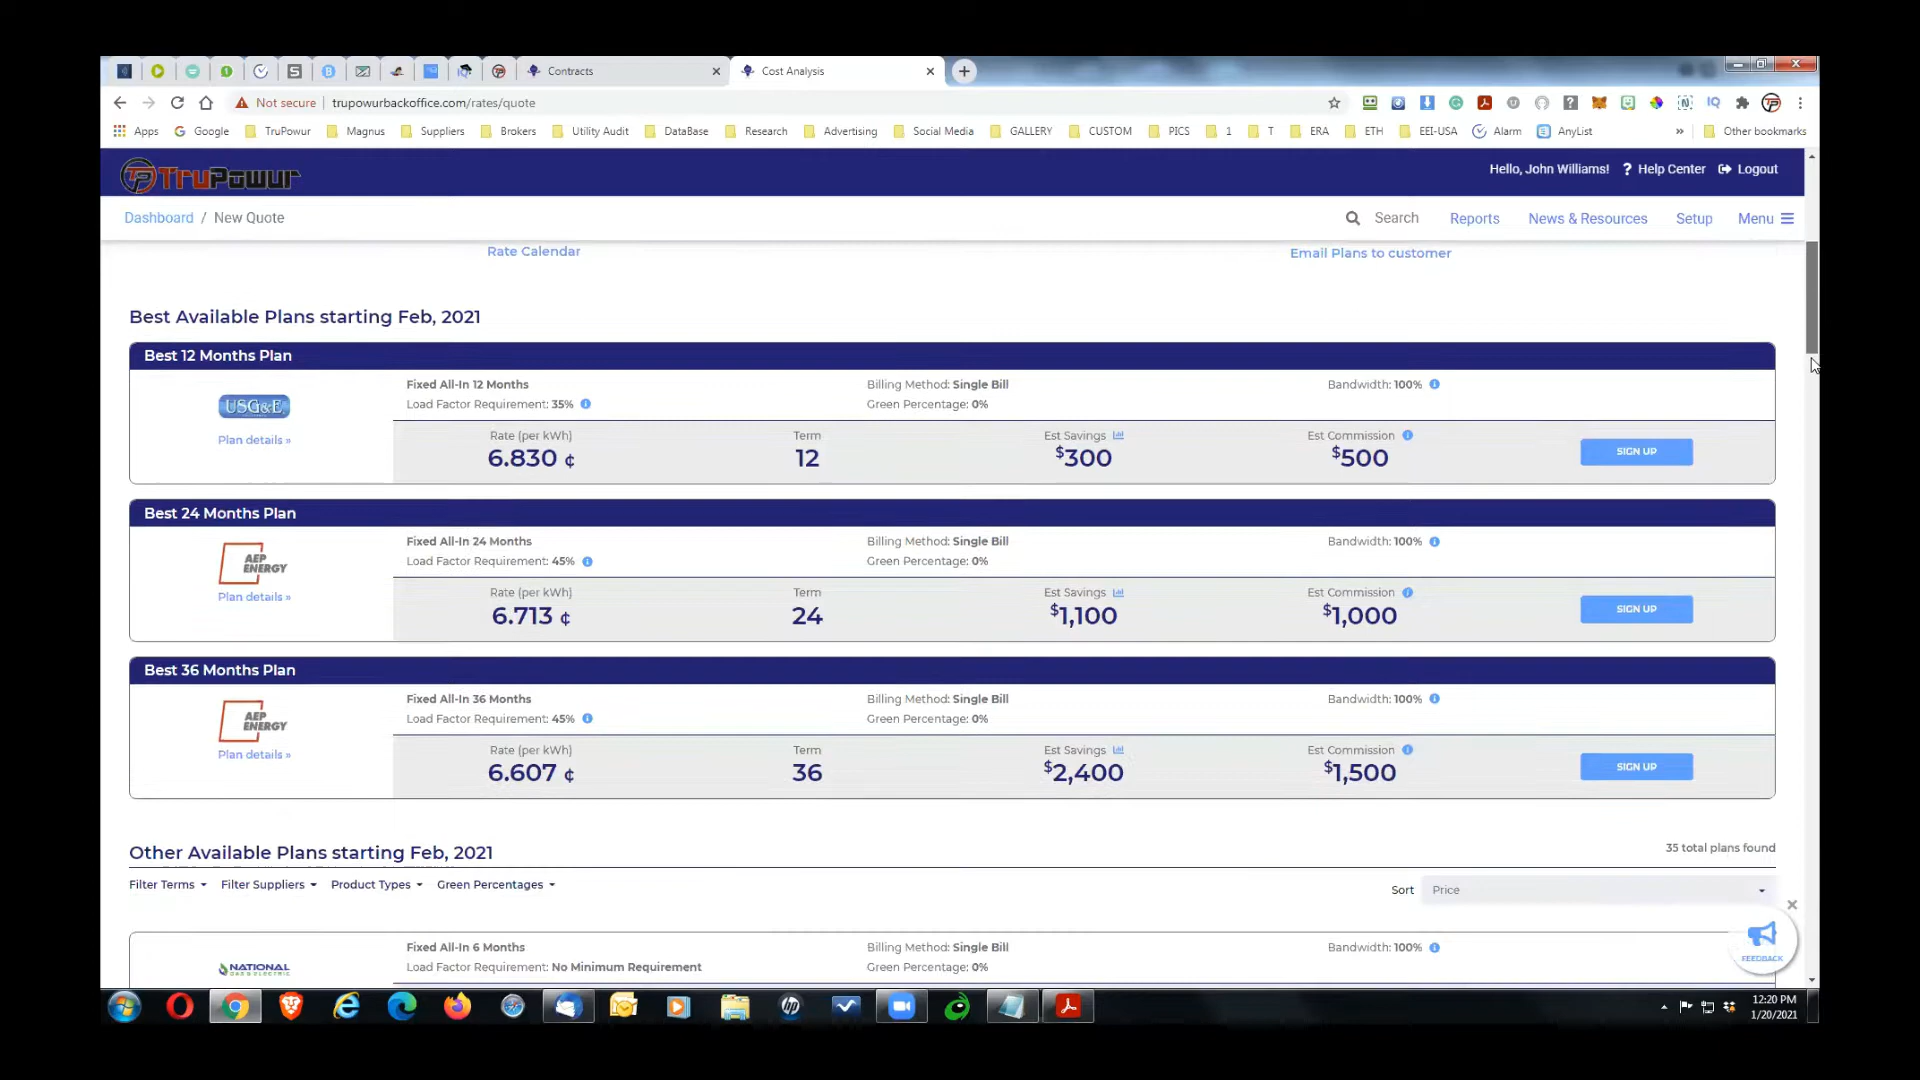 Contracts
Cost Analysis
Not secure trupowurbackoffice.com/rates/quote
Apps Google TruPowur Magnus Suppliers Brokers Utility Audit DataBase Research Advertising Social Media GALLERY CUSTOM PICS 1 T ERA ETH EEI-USA Alarm AnyList » Other bookmarks
TruPowur
Hello, John Williams! ? Help Center Logout
Dashboard / New Quote
Search Reports News & Resources Setup Menu
Rate Calendar
Email Plans to customer
Best Available Plans starting Feb, 2021
Best 12 Months Plan
USG&E
Plan details »
Fixed All-In 12 Months
Load Factor Requirement: 35%
Billing Method: Single Bill
Green Percentage: 0%
Bandwidth: 100%
Rate (per kWh) Term Est Savings Est Commission
6.830 ¢ 12 $300 $500
SIGN UP
Best 24 Months Plan
AEP
ENERGY
Plan details »
Fixed All-In 24 Months
Load Factor Requirement: 45%
Billing Method: Single Bill
Green Percentage: 0%
Bandwidth: 100%
Rate (per kWh) Term Est Savings Est Commission
6.713 ¢ 24 $1,100 $1,000
SIGN UP
Best 36 Months Plan
AEP
ENERGY
Plan details »
Fixed All-In 36 Months
Load Factor Requirement: 45%
Billing Method: Single Bill
Green Percentage: 0%
Bandwidth: 100%
Rate (per kWh) Term Est Savings Est Commission
6.607 ¢ 36 $2,400 $1,500
SIGN UP
Other Available Plans starting Feb, 2021
35 total plans found
Filter Terms Filter Suppliers Product Types Green Percentages
Sort Price
NATIONAL
GAS & ELECTRIC
Fixed All-In 6 Months
Load Factor Requirement: No Minimum Requirement
Billing Method: Single Bill
Green Percentage: 0%
Bandwidth: 100%
FEEDBACK
12:20 PM
1/20/2021